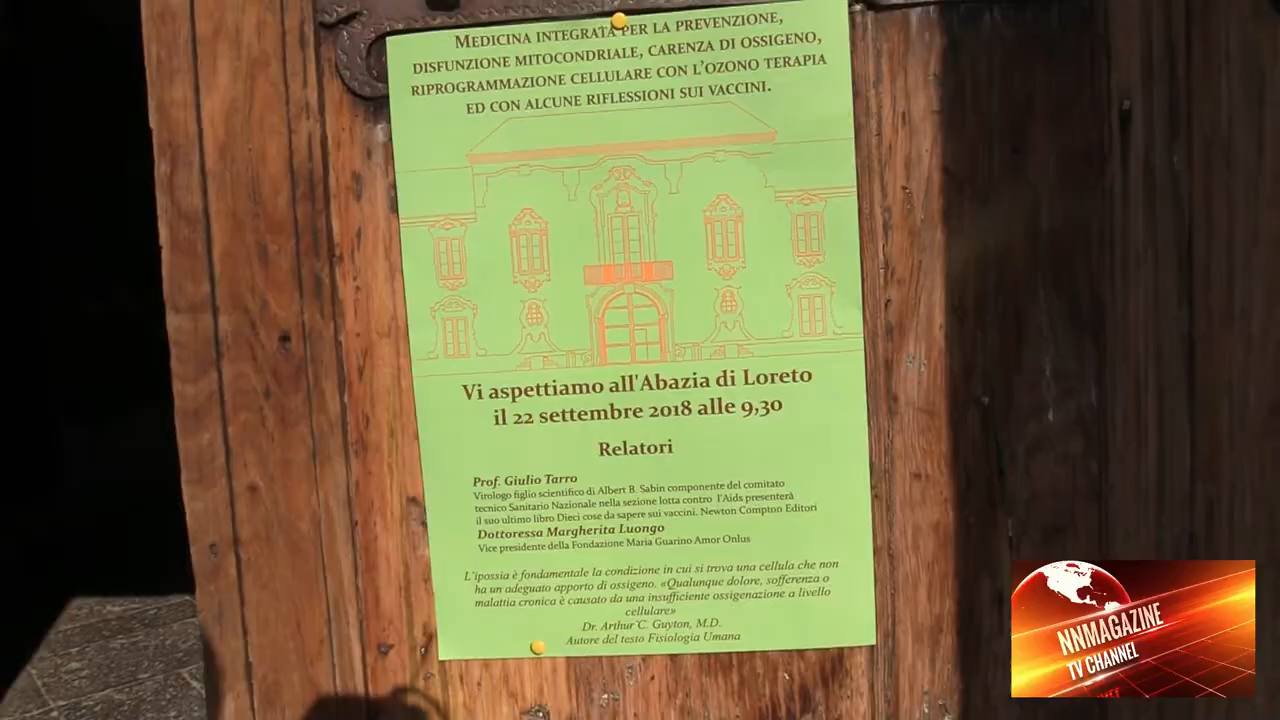 MEDICINA INTEGRATA PER LA PREVENZIONE,
DISFUNZIONE MITOCONDRIALE, CARENZA DI OSSIGENO,
RIPROGRAMMAZIONE CELLULARE CON L'OZONO TERAPIA
ED CON ALCUNE RIFLESSIONI SUI VACCINI.
Vi aspettiamo all'Abazia di Loreto
il 22 settembre 2018 alle 9,30
Relatori
Prof. Giulio Tarro
Virologo figlio scientifico di Albert B. Sabin componente del comitato
tecnico Sanitario Nazionale nella sezione lotta contro l'Aids presenterà
il suo ultimo libro Dieci cose da sapere sui vaccini. Newton Compton Editori
Dottoressa Margherita Luongo
Vice presidente della Fondazione Maria Guarino Amor Onlus
L'ipossia è fondamentale la condizione in cui si trova una cellula che non
ha un adeguato apporto di ossigeno. «Qualunque dolore, sofferenza o
malattia cronica è causato da una insufficiente ossigenazione a livello
cellulare»
Dr. Arthur C. Guyton, M.D.
Autore del testo Fisiologia Umana
NNMAGAZINE
TV CHANNEL